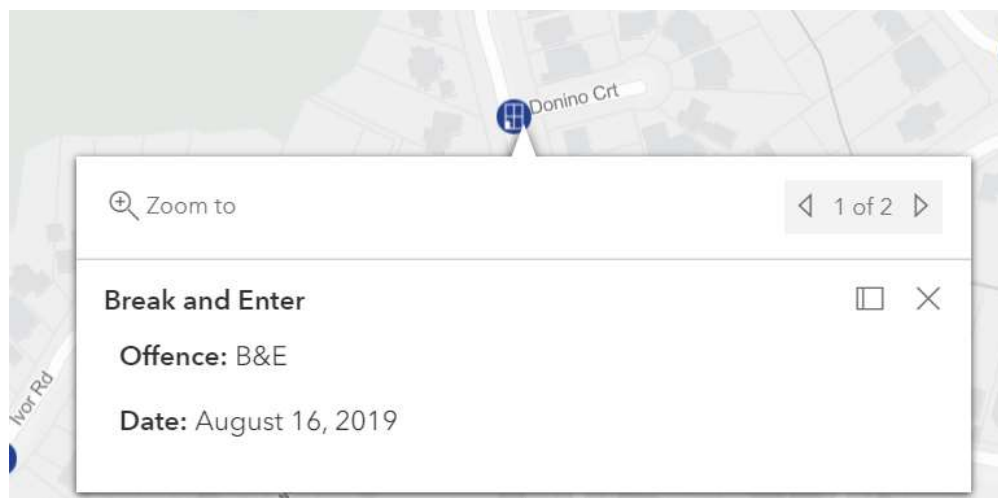 Donino Crt
Zoom to
1 of 2
Break and Enter
Offence: B&E
Date: August 16, 2019
Ivor Rd